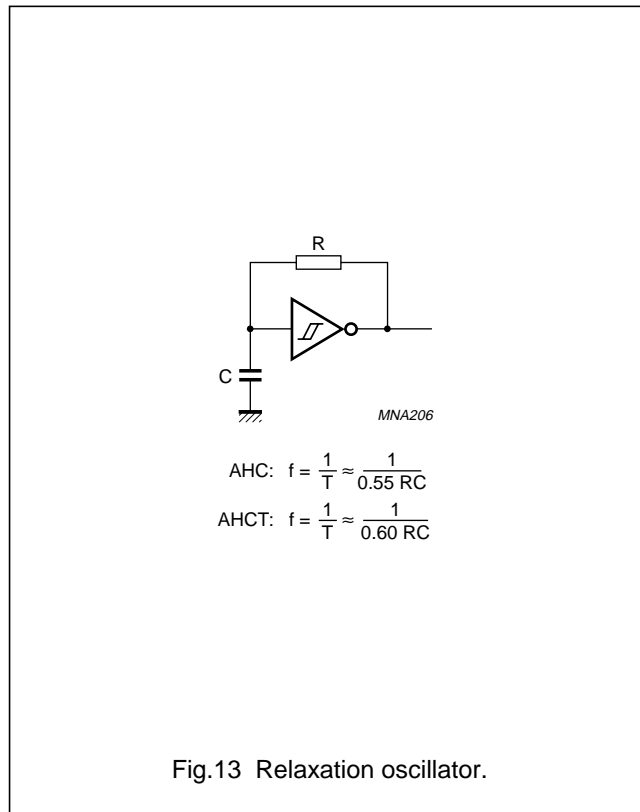 R
C
MNA206
AHC: f = 1/T ≈ 1/0.55 RC
AHCT: f = 1/T ≈ 1/0.60 RC
Fig.13 Relaxation oscillator.